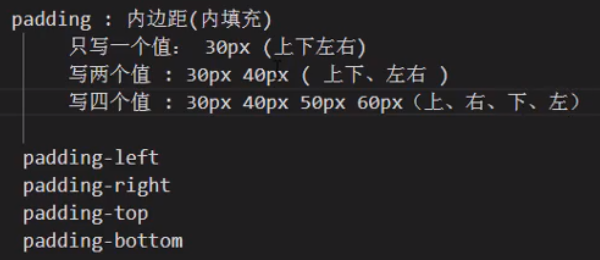 padding : 内边距(内填充)
只写一个值: 30px (上下左右)
写两个值 : 30px 40px ( 上下、左右 )
写四个值 : 30px 40px 50px 60px（上、右、下、左）
padding-left
padding-right
padding-top
padding-bottom